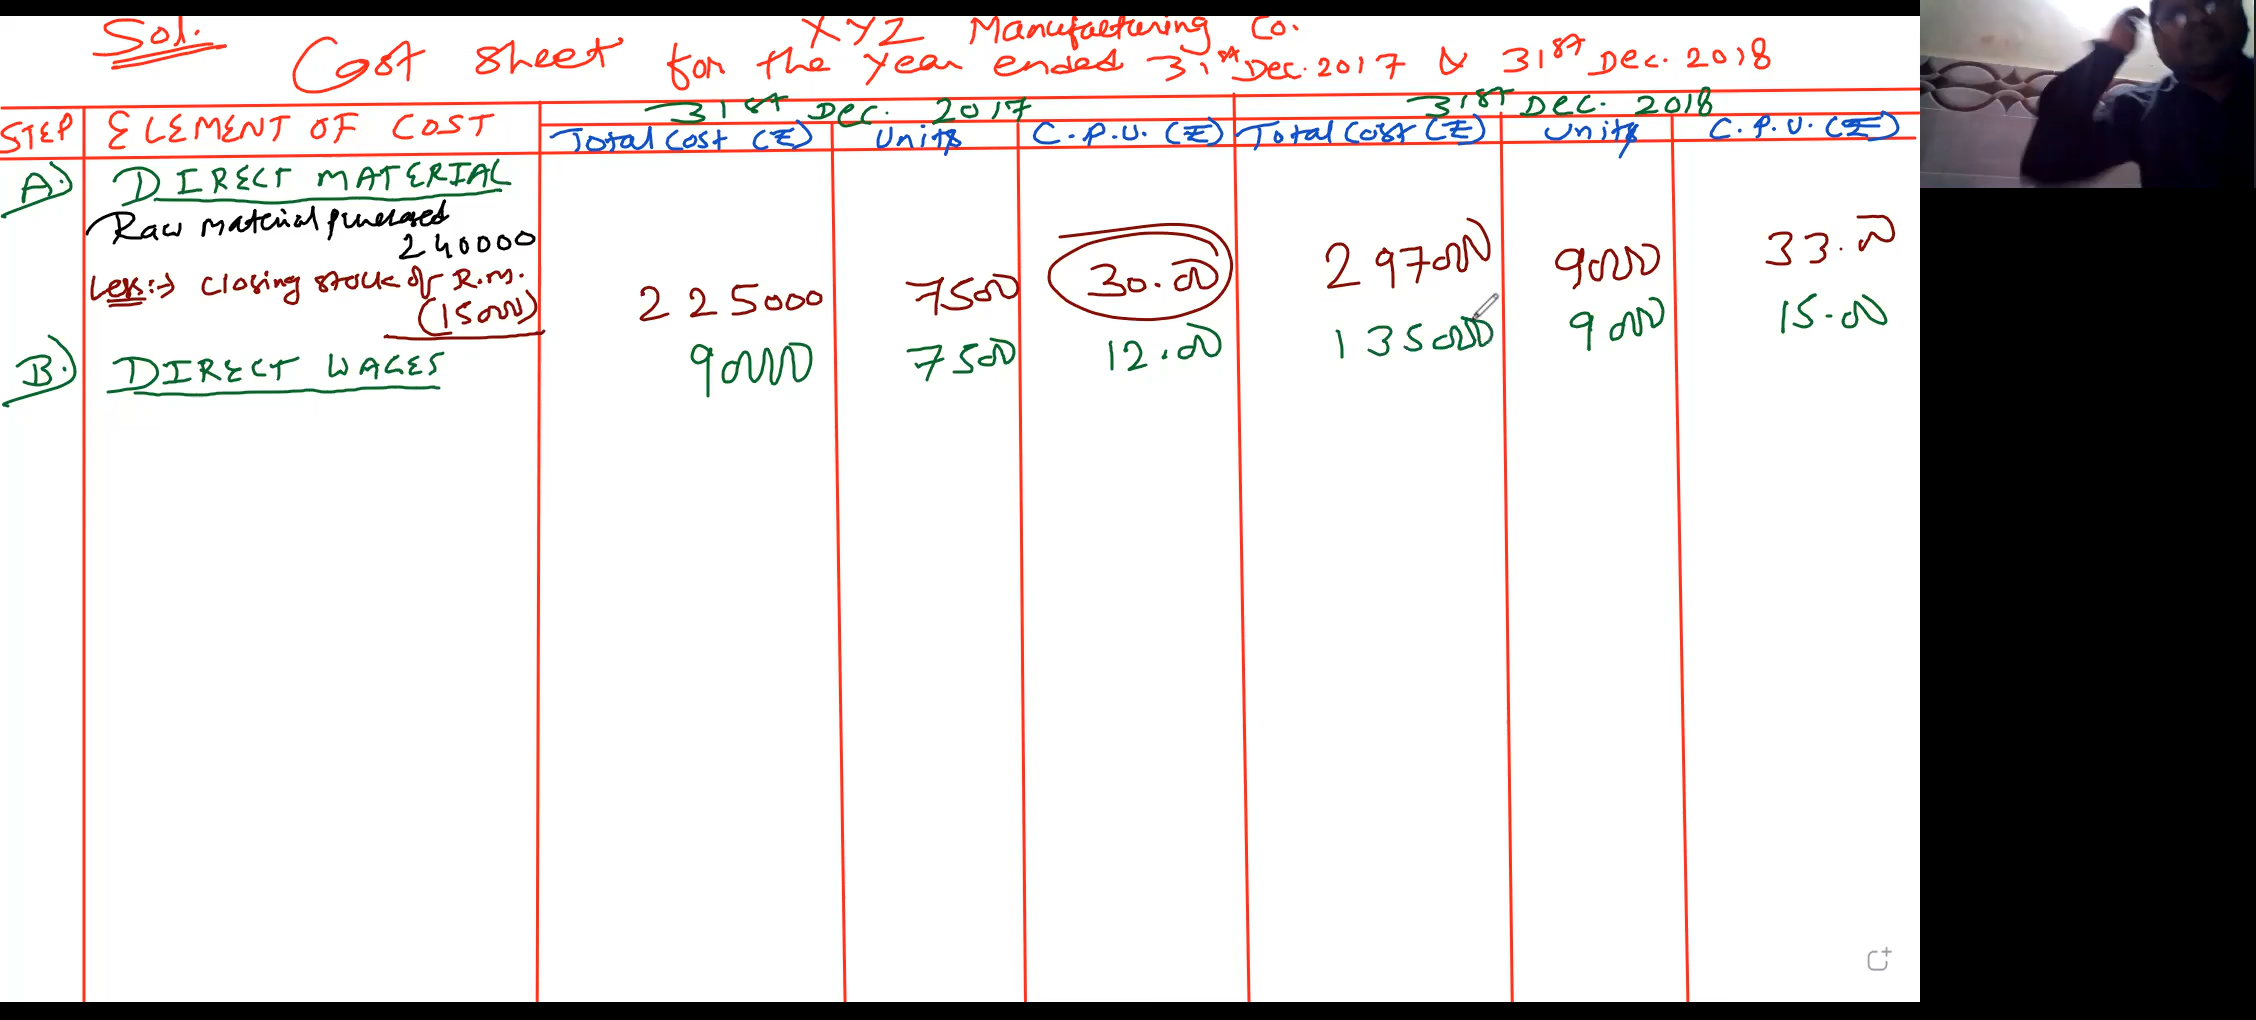 Sol.
XYZ Manufacturing Co.
Cost sheet for the Year ended 31st Dec. 2017 & 31st Dec. 2018
STEP ELEMENT OF COST 31st Dec. 2017 31st Dec. 2018
Total Cost (₹) Units C.P.U. (₹) Total Cost (₹) Units C.P.U. (₹)
A.) DIRECT MATERIAL
Raw material purchased
240000
Less:→ Closing stock of R.M.
(15000) 225000 7500 30.00 297000 9000 33.00
B.) DIRECT WAGES 90000 7500 12.00 135000 9000 15.00